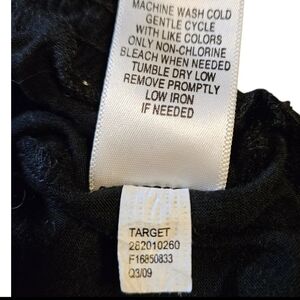 MACHINE WASH COLD
GENTLE CYCLE
WITH LIKE COLORS
ONLY NON-CHLORINE
BLEACH WHEN NEEDED
TUMBLE DRY LOW
REMOVE PROMPTLY
LOW IRON
IF NEEDED
TARGET
262010260
F16850833
Q3/09